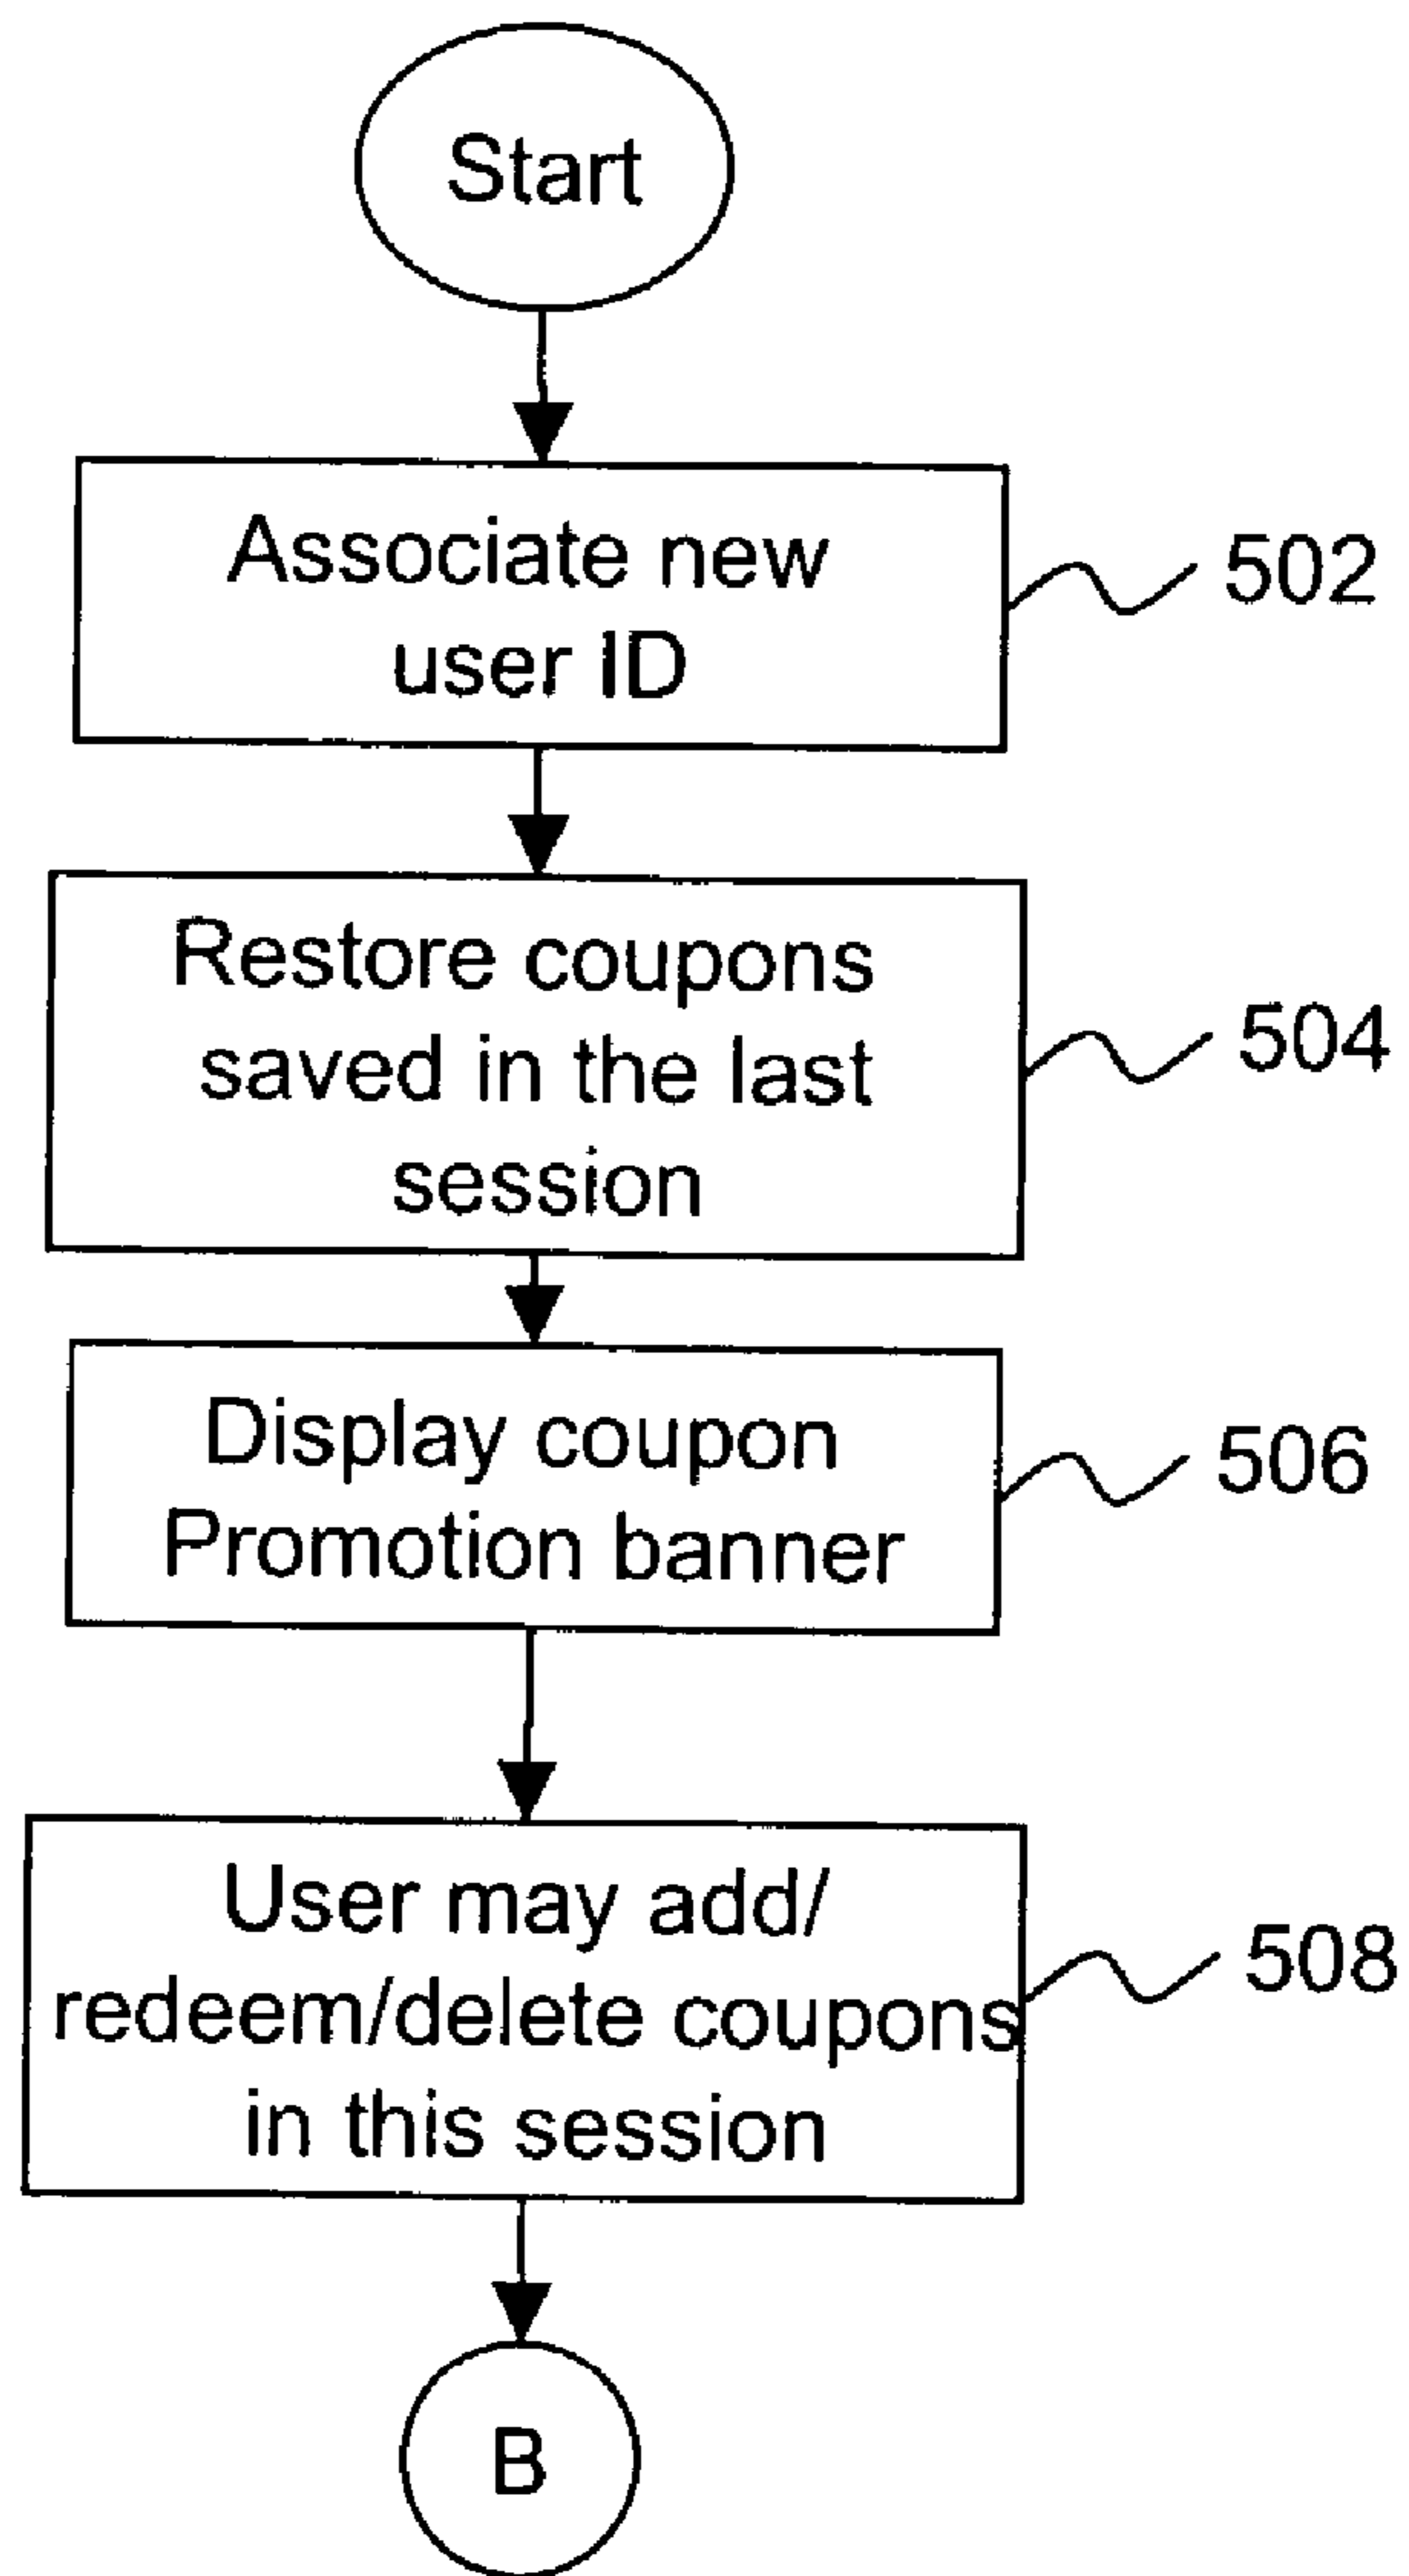 Start
Associate new
user ID
502
Restore coupons
saved in the last
session
504
Display coupon
Promotion banner
506
User may add/
redeem/delete coupons
in this session
508
B